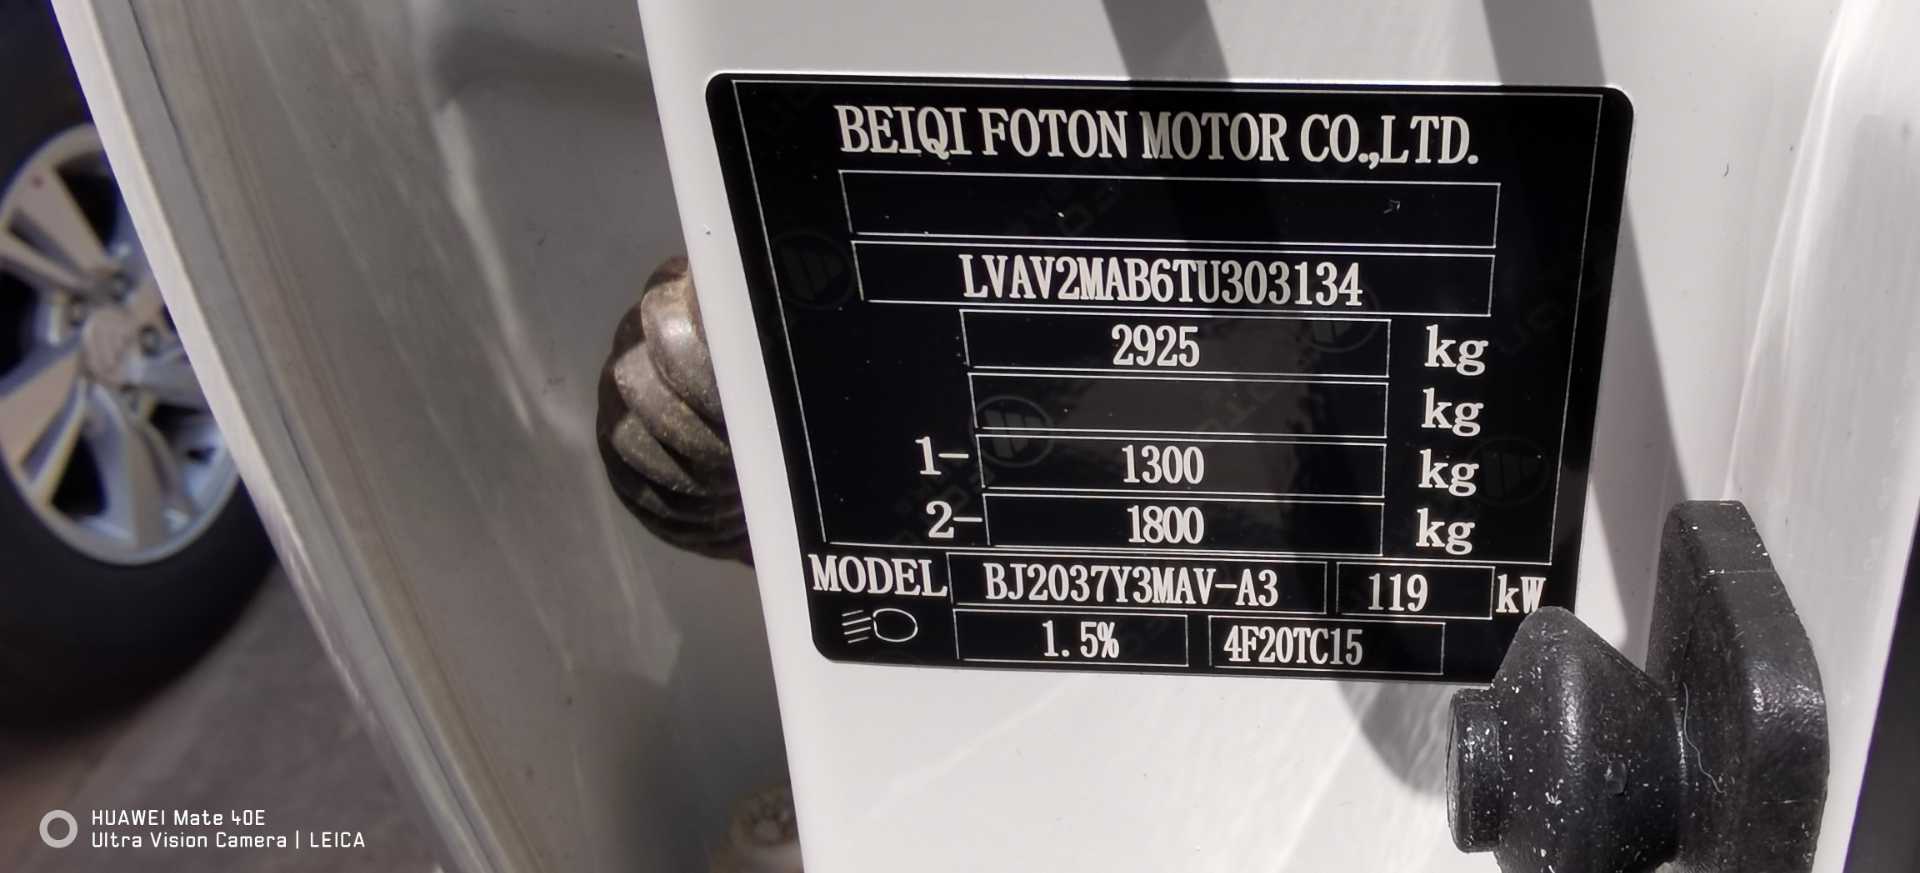 BEIQI FOTON MOTOR CO.,LTD.
LVAV2MAB6TU303134
2925 kg
kg
1- 1300 kg
2- 1800 kg
MODEL BJ2037Y3MAV-A3 119 kW
1.5% 4F20TC15
HUAWEI Mate 40E
Ultra Vision Camera | LEICA